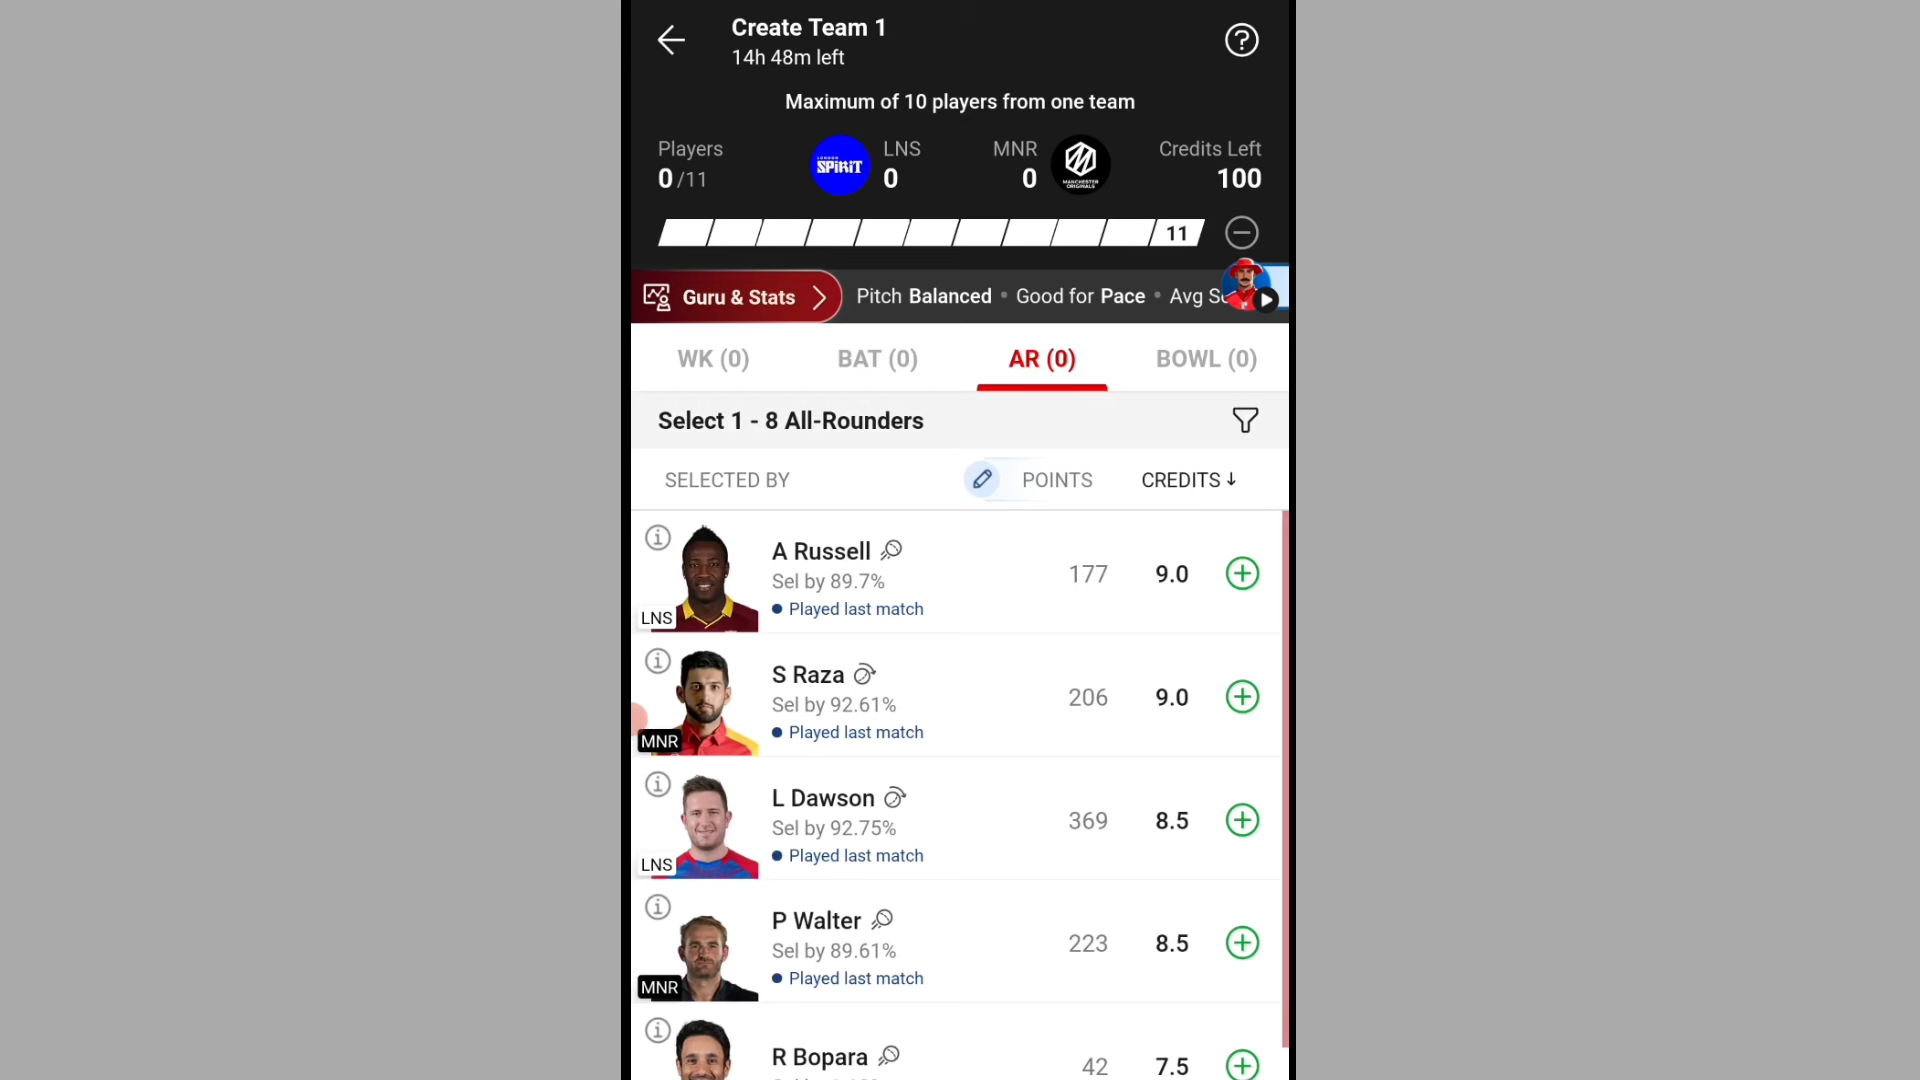 Create Team 1
14h 48m left
Maximum of 10 players from one team
Players
0/11
LONDON
SPIRIT
LNS
0
MNR
0
MANCHESTER
ORIGINALS
Credits Left
100
11
Guru & Stats
Pitch Balanced • Good for Pace • Avg
WK (0)
BAT (0)
AR (0)
BOWL (0)
Select 1 - 8 All-Rounders
SELECTED BY
POINTS
CREDITS↓
A Russell
Sel by 89.7%
Played last match
LNS
177
9.0
S Raza
Sel by 92.61%
Played last match
MNR
206
9.0
L Dawson
Sel by 92.75%
Played last match
LNS
369
8.5
P Walter
Sel by 89.61%
Played last match
MNR
223
8.5
R Bopara
42
7.5